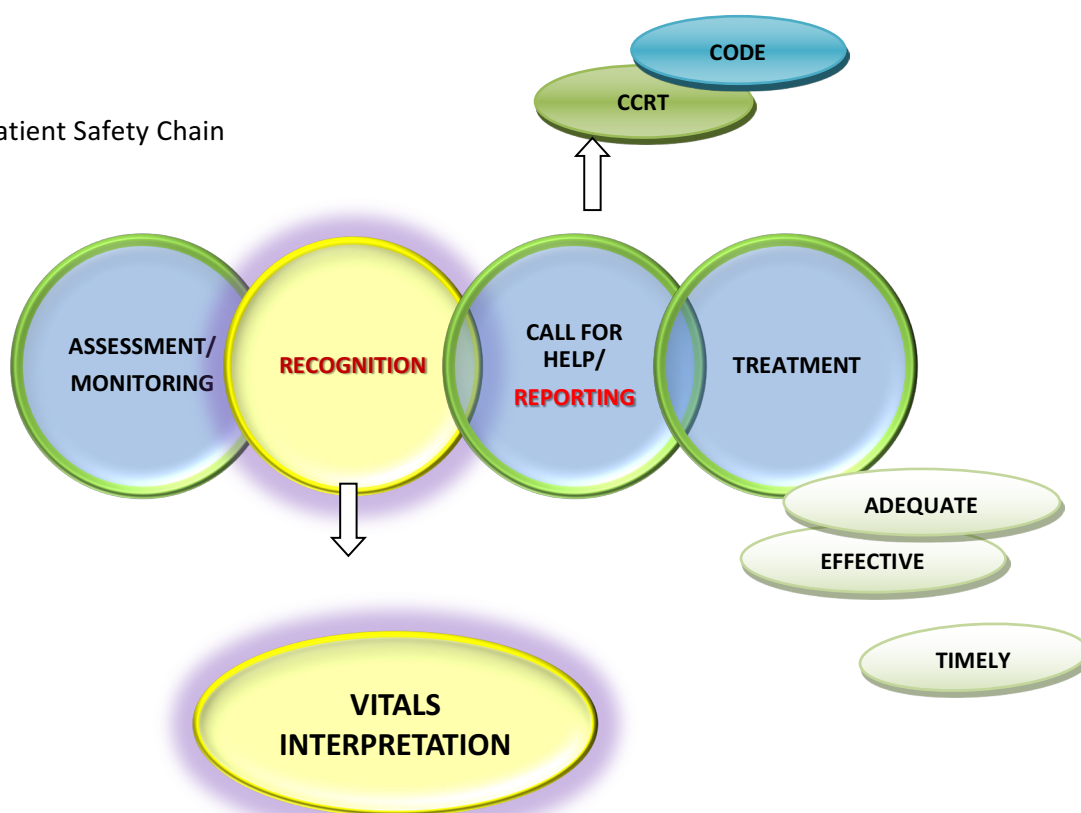 CODE
CCRT
atient Safety Chain
ASSESSMENT/
MONITORING
RECOGNITION
CALL FOR
HELP/
REPORTING
TREATMENT
ADEQUATE
EFFECTIVE
TIMELY
VITALS
INTERPRETATION